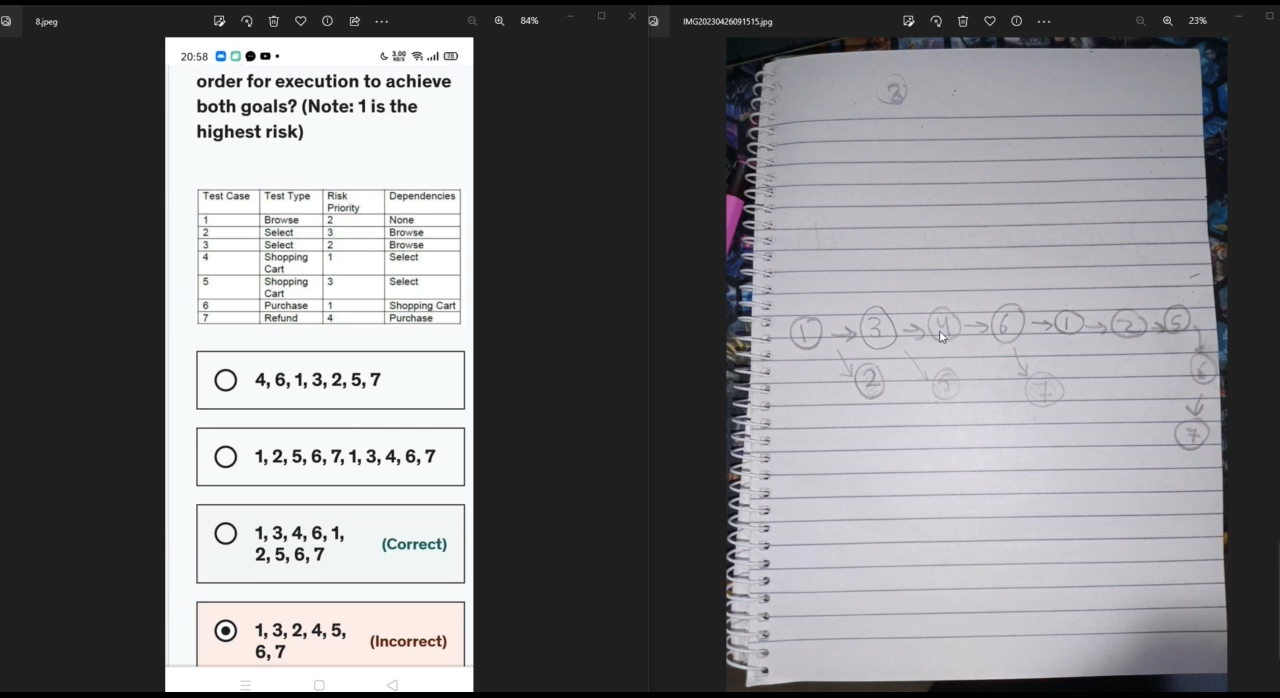 8.jpeg
84%
IMG20230426091515.jpg
23%
20:58
3.00
KB/S
78
order for execution to achieve
both goals? (Note: 1 is the
highest risk)
Test Case Test Type Risk Priority Dependencies
1 Browse 2 None
2 Select 3 Browse
3 Select 2 Browse
4 Shopping Cart 1 Select
5 Shopping Cart 3 Select
6 Purchase 1 Shopping Cart
7 Refund 4 Purchase
4, 6, 1, 3, 2, 5, 7
1, 2, 5, 6, 7, 1, 3, 4, 6, 7
1, 3, 4, 6, 1,
2, 5, 6, 7
(Correct)
1, 3, 2, 4, 5,
6, 7
(Incorrect)
8
1 → 3 → 4 → 6 → 1 → 2 → 5
2 5 7 6
7